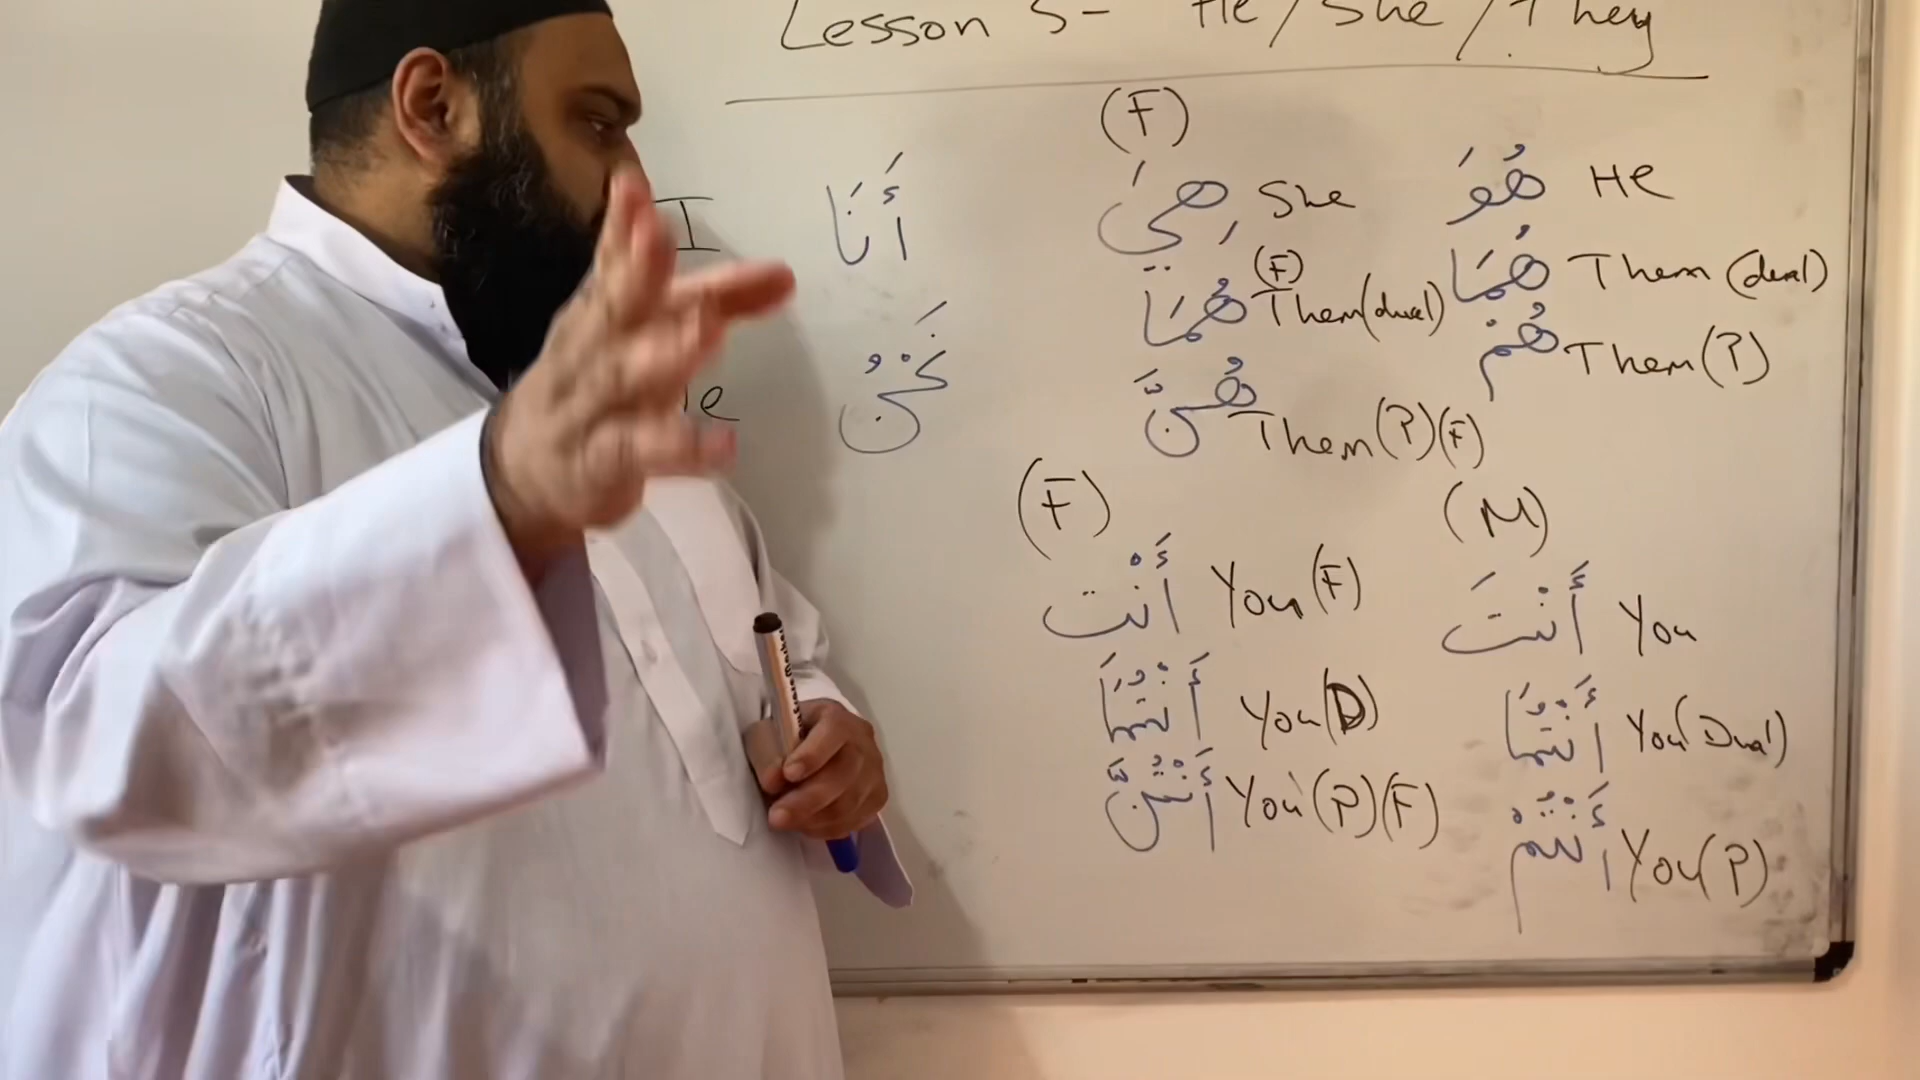 Lesson 5 - He / She / They
(F)
هُوَ He
هُمَا Them (dual)
هُمْ Them (P)
هِيَ She
(F)
هُمَا Them (dual)
هُنَّ Them (P) (F)
I أَنَا
نَحْنُ
(M)
أَنْتَ You
أَنْتُمَا You (Dual)
أَنْتُمْ You (P)
(F)
أَنْت You (F)
أَنْتُمَا You (D)
أَنْتُنَّ You (P) (F)